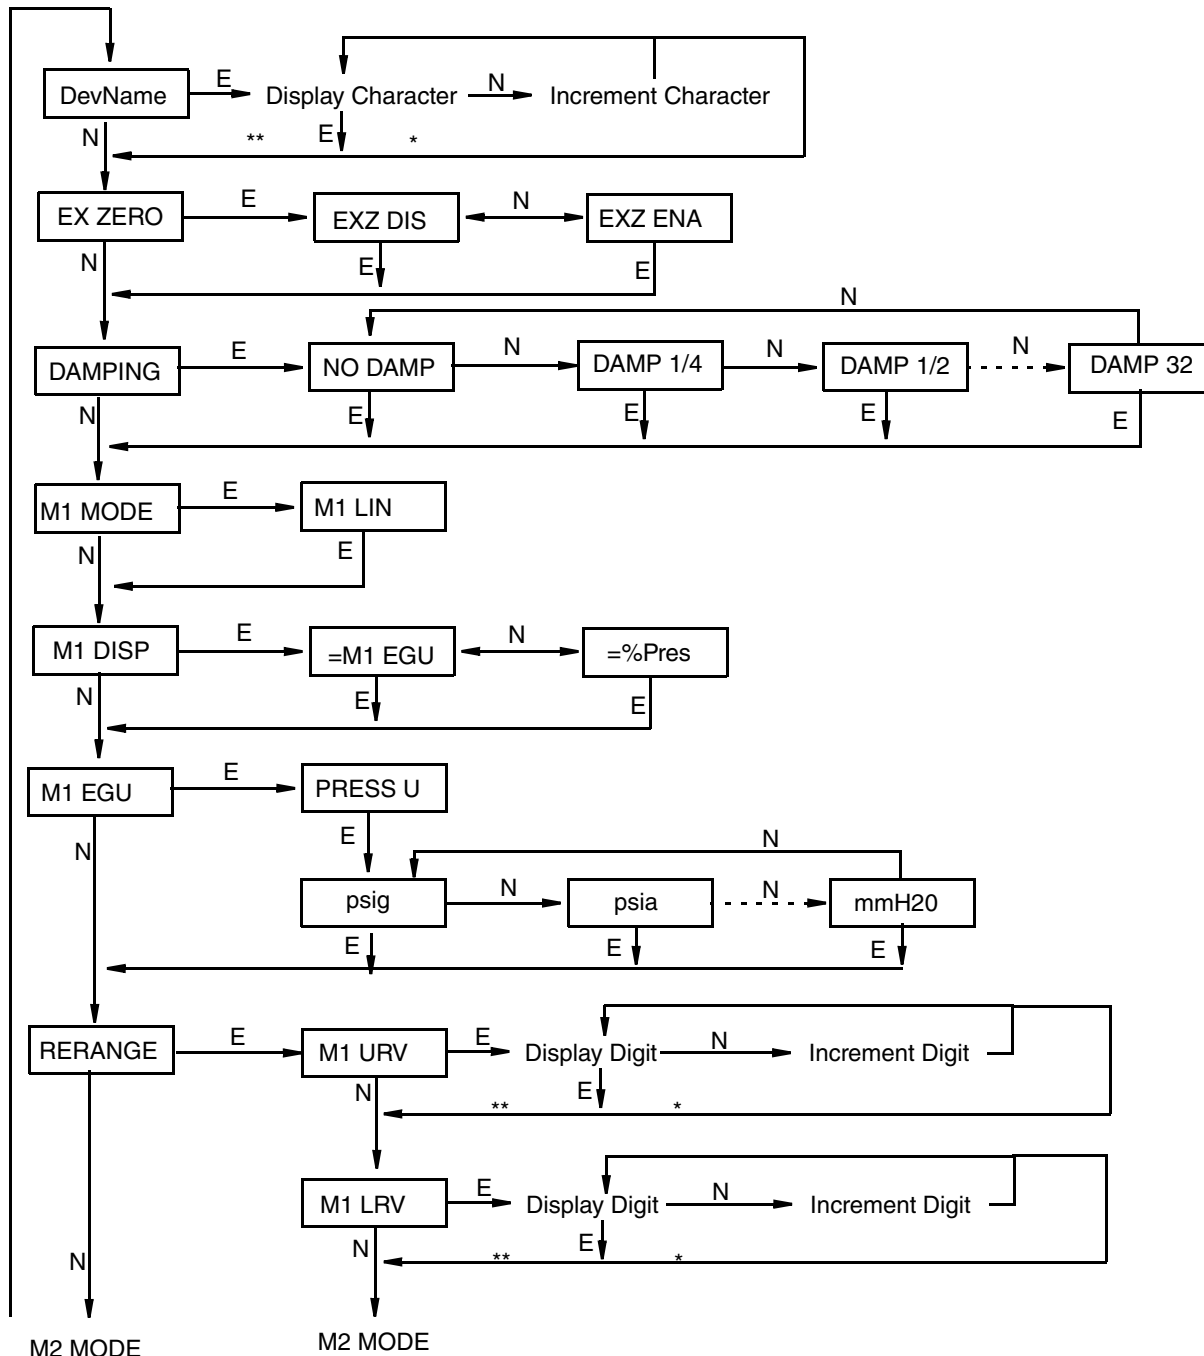 E
DevName
Display Character
N
Increment Character
N
**
E
*
E
EX ZERO
EXZ DIS
N
EXZ ENA
N
E
E
N
E
DAMPING
NO DAMP
N
DAMP 1/4
N
DAMP 1/2
N
DAMP 32
N
E
E
E
E
E
M1 MODE
M1 LIN
N
E
E
M1 DISP
=M1 EGU
N
=%Pres
N
E
E
E
M1 EGU
PRESS U
N
E
N
psig
N
psia
N
mmH20
E
E
E
RERANGE
E
M1 URV
E
Display Digit
N
Increment Digit
N
E
**
*
M1 LRV
E
Display Digit
N
Increment Digit
N
N
E
**
*
M2 MODE
M2 MODE